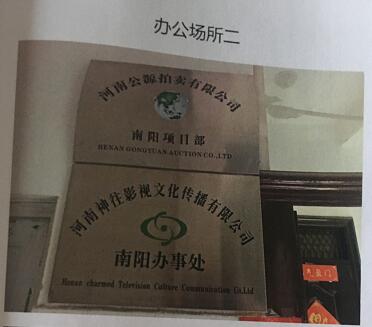 办公场所二
河南公源拍卖有限公司
南阳项目部
HENAN GONGYUAN AUCTION CO.,LTD
河南神往影视文化传播有限公司
南阳办事处
Henan charmed Television Culture Communication Co.Ltd